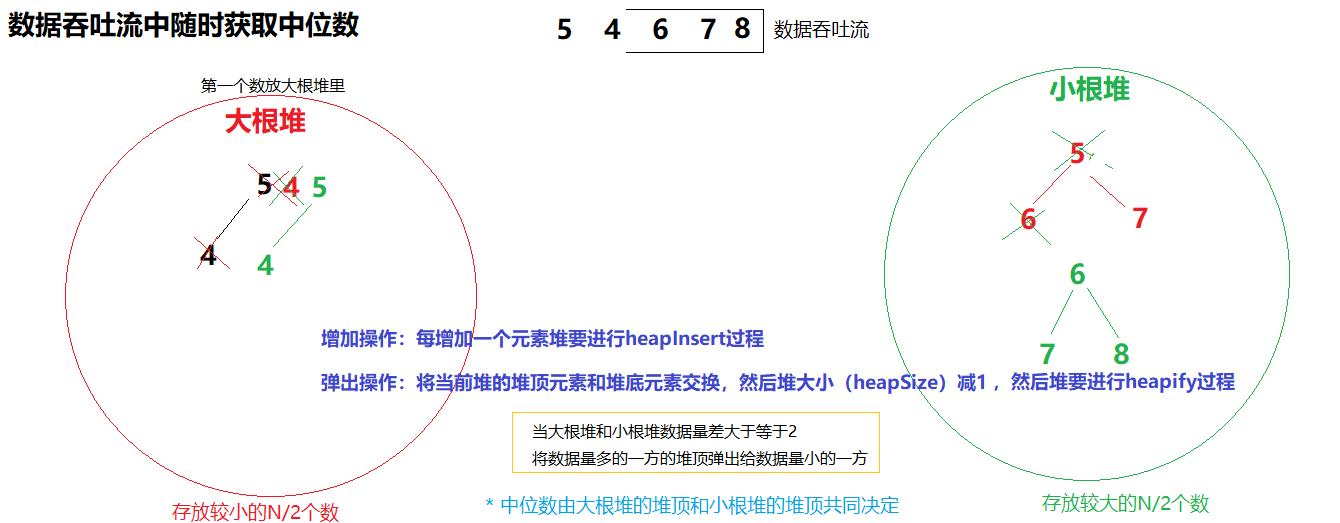 数据吞吐流中随时获取中位数
5 4 6 7 8 数据吞吐流
第一个数放大根堆里
大根堆
小根堆
5 4 5
5
4
4
6
7
6
7
8
增加操作：每增加一个元素堆要进行heapInsert过程
弹出操作：将当前堆的堆顶元素和堆底元素交换，然后堆大小（heapSize）减1 ，然后堆要进行heapify过程
当大根堆和小根堆数据量差大于等于2
将数据量多的一方的堆顶弹出给数据量小的一方
* 中位数由大根堆的堆顶和小根堆的堆顶共同决定
存放较小的N/2个数
存放较大的N/2个数